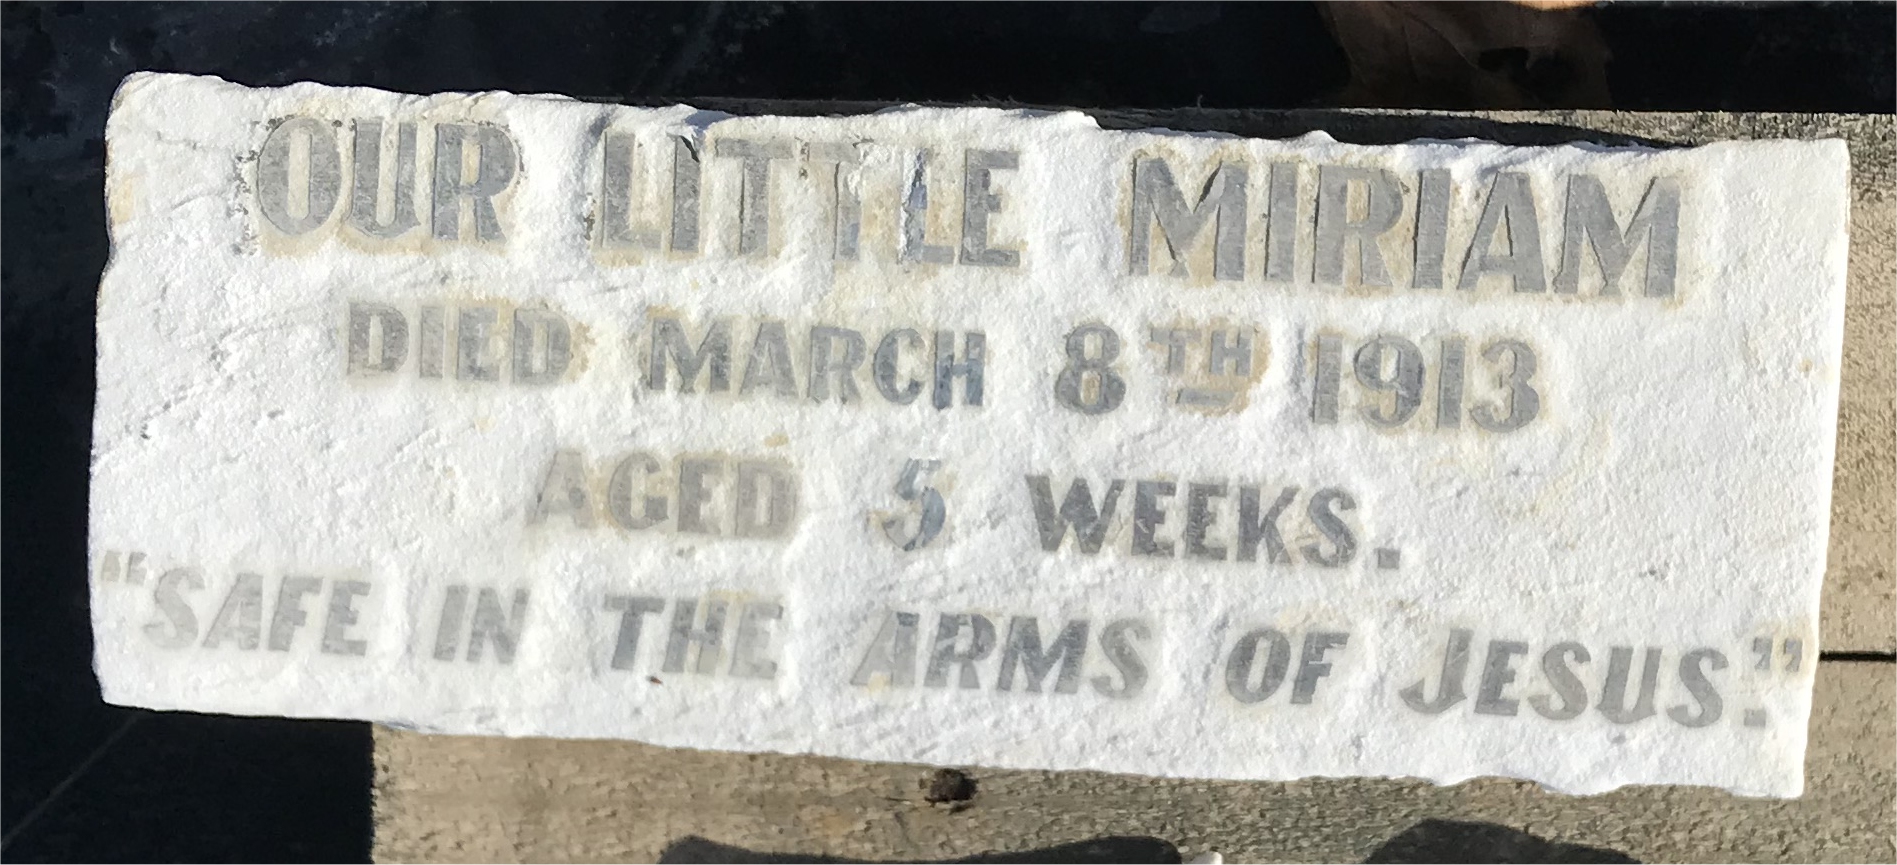 OUR LITTLE MIRIAM
DIED MARCH 8TH 1913
AGED 5 WEEKS.
"SAFE IN THE ARMS OF JESUS."